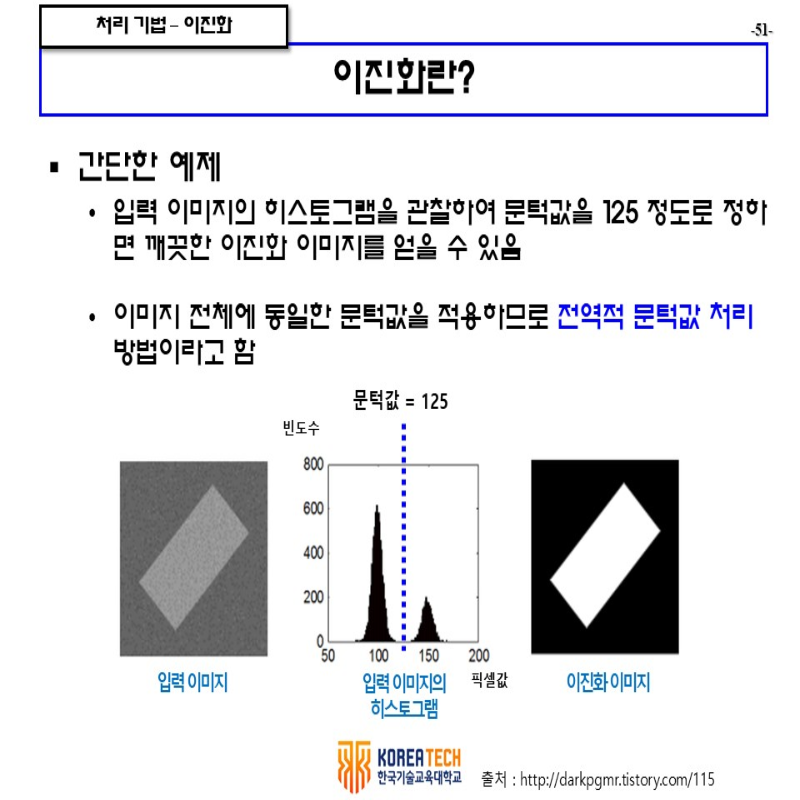 처리 기법 – 이진화
-51-
이진화란?
▪ 간단한 예제
• 입력 이미지의 히스토그램을 관찰하여 문턱값을 125 정도로 정하
면 깨끗한 이진화 이미지를 얻을 수 있음
• 이미지 전체에 동일한 문턱값을 적용하므로 전역적 문턱값 처리
방법이라고 함
문턱값 = 125
빈도수
800
600
400
200
0
50 100 150 200
픽셀값
입력 이미지
입력 이미지의
히스토그램
이진화 이미지
KOREATECH
한국기술교육대학교
출처 : http://darkpgmr.tistory.com/115